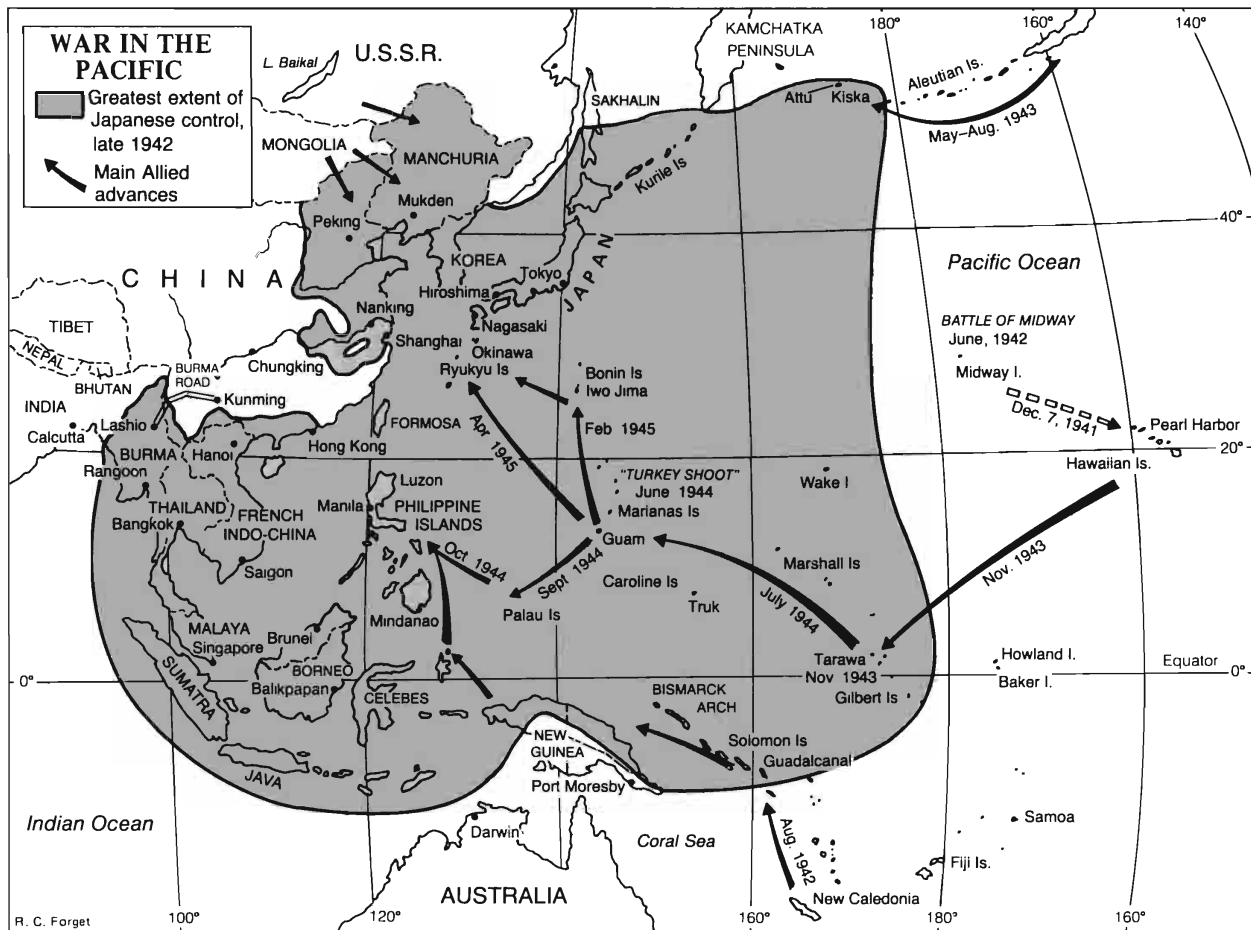 WAR IN THE
PACIFIC
Greatest extent of
Japanese control,
late 1942
Main Allied
advances
180°
160°
140°
KAMCHATKA
PENINSULA
U.S.S.R.
L. Baikal
SAKHALIN
Attu
Kiska
Aleutian Is.
May–Aug. 1943
MONGOLIA
MANCHURIA
Kurile Is
Mukden
Peking
40°
KOREA
Tokyo
JAPAN
Pacific Ocean
CHINA
Hiroshima
Nanking
Nagasaki
TIBET
Shanghai
BATTLE OF MIDWAY
June, 1942
NEPAL
Okinawa
Chungking
BURMA
ROAD
Ryukyu Is
Bonin Is
Iwo Jima
Midway I.
BHUTAN
Kunming
Dec. 7, 1941
INDIA
Calcutta
Lashio
FORMOSA
Apr 1945
Feb 1945
Pearl Harbor
BURMA
Hanoi
Hong Kong
20°
Rangoon
Hawaiian Is.
Luzon
"TURKEY SHOOT"
June 1944
Wake I
THAILAND
Manila
PHILIPPINE
ISLANDS
Marianas Is
Bangkok
FRENCH
INDO-CHINA
Guam
Oct 1944
Sept 1944
Nov. 1943
Saigon
Marshall Is
Caroline Is
July 1944
Truk
Mindanao
Palau Is
MALAYA
Brunei
Singapore
Tarawa
Nov 1943
Howland I.
Equator
BORNEO
0°
0°
Baker I.
SUMATRA
Balikpapan
CELEBES
BISMARCK
ARCH
Gilbert Is
Solomon Is
NEW
GUINEA
Guadalcanal
JAVA
Port Moresby
Indian Ocean
Darwin
Coral Sea
Aug. 1942
Samoa
Fiji Is.
AUSTRALIA
New Caledonia
R. C. Forget
100°
120°
160°
180°
160°